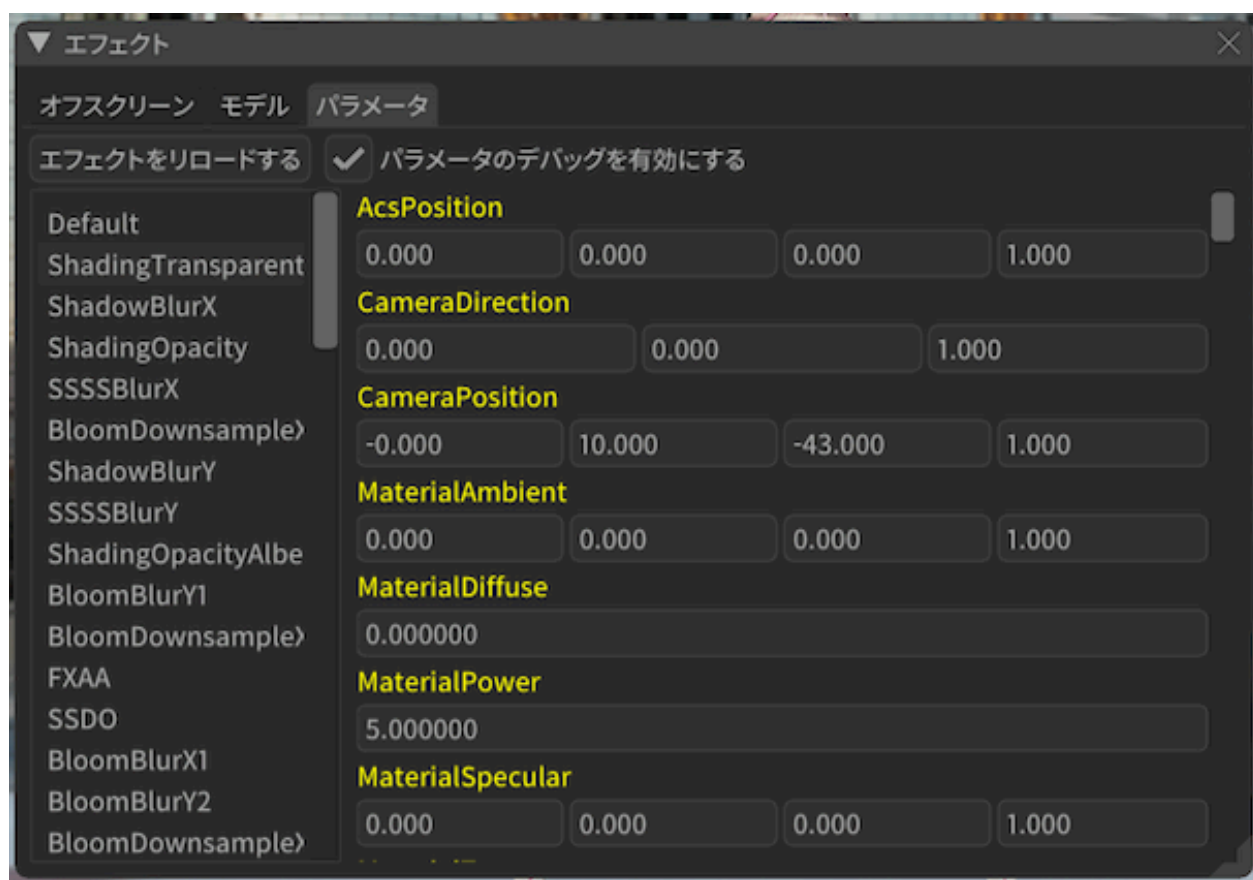 ▼ エフェクト
オフスクリーン モデル パラメータ
エフェクトをリロードする パラメータのデバッグを有効にする
Default
ShadingTransparent
ShadowBlurX
ShadingOpacity
SSSSBlurX
BloomDownsampleX
ShadowBlurY
SSSSBlurY
ShadingOpacityAlbe
BloomBlurY1
BloomDownsampleX
FXAA
SSDO
BloomBlurX1
BloomBlurY2
BloomDownsampleX
AcsPosition
0.000 0.000 0.000 1.000
CameraDirection
0.000 0.000 1.000
CameraPosition
-0.000 10.000 -43.000 1.000
MaterialAmbient
0.000 0.000 0.000 1.000
MaterialDiffuse
0.000000
MaterialPower
5.000000
MaterialSpecular
0.000 0.000 0.000 1.000